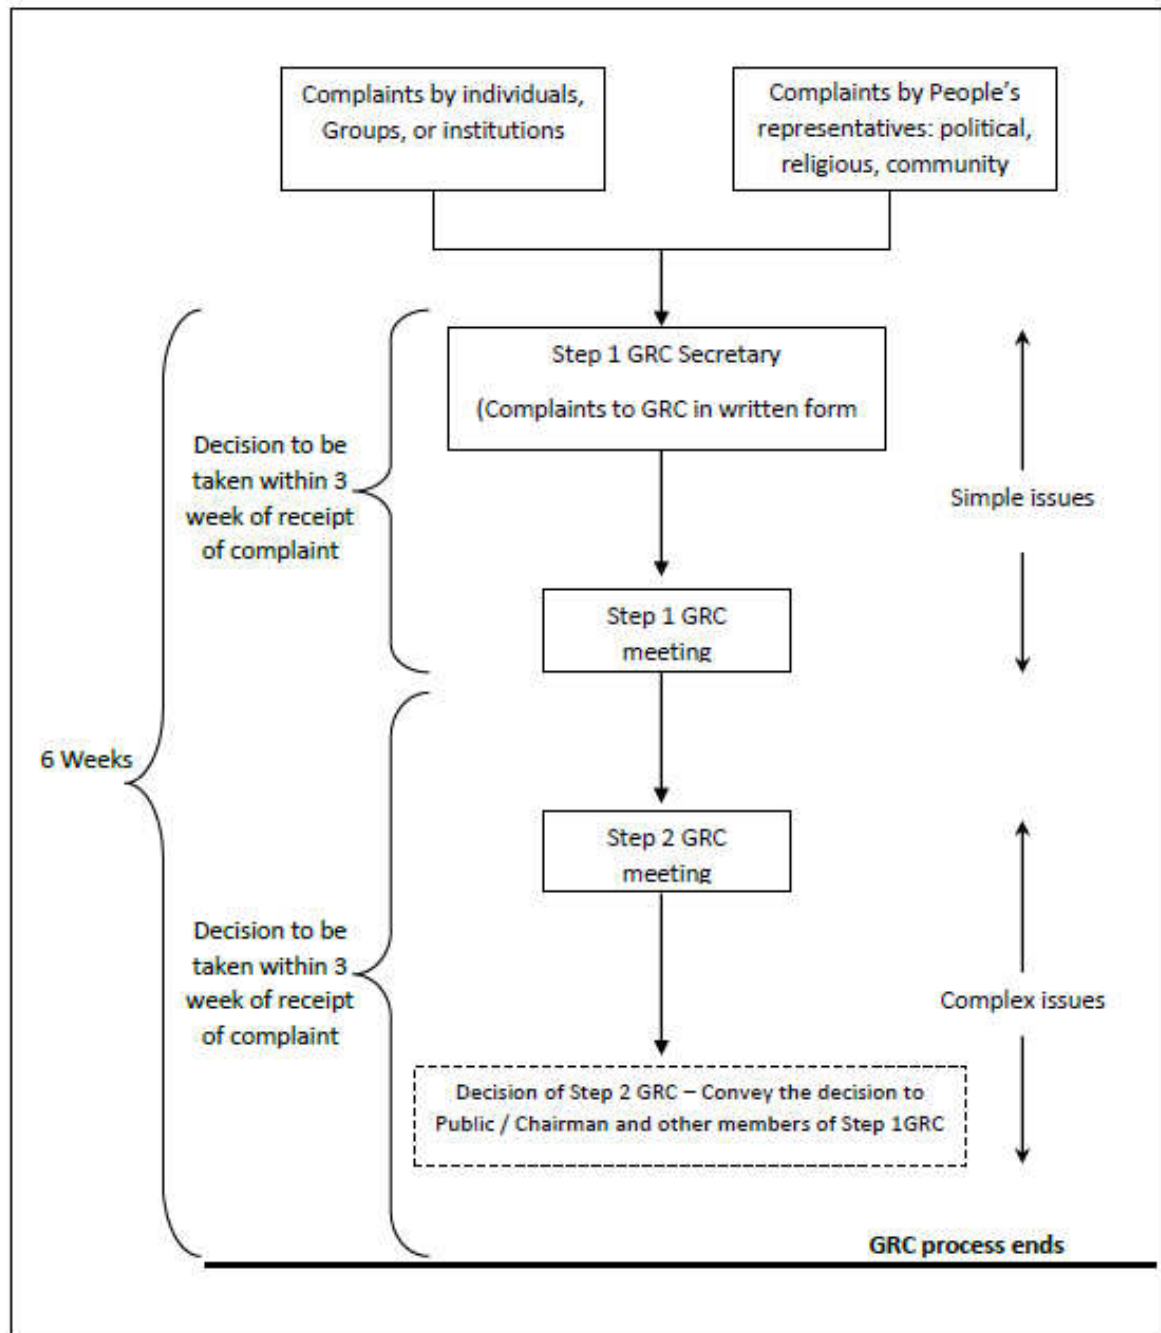 Complaints by individuals,
Groups, or institutions
Complaints by People's
representatives: political,
religious, community
Step 1 GRC Secretary
(Complaints to GRC in written form
Decision to be
taken within 3
week of receipt
of complaint
Simple issues
Step 1 GRC
meeting
6 Weeks
Step 2 GRC
meeting
Decision to be
taken within 3
week of receipt
of complaint
Complex issues
Decision of Step 2 GRC – Convey the decision to
Public / Chairman and other members of Step 1GRC
GRC process ends